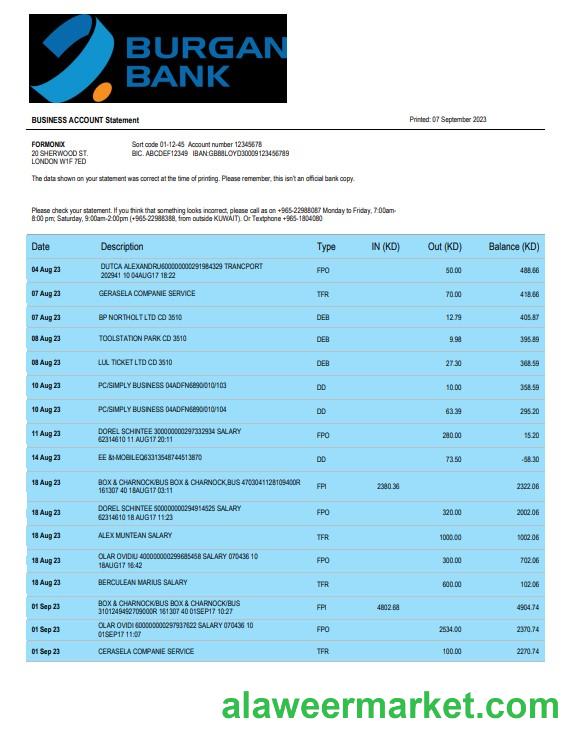 BURGAN
BANK
BUSINESS ACCOUNT Statement
Printed: 07 September 2023
FORMONIX
Sort code 01-12-45 Account number 12345678
20 SHERWOOD ST.
BIC. ABCDEF12349 IBAN:GB88LOYD30009123456789
LONDON W1F 7ED
The data shown on your statement was correct at the time of printing. Please remember, this isn't an official bank copy.
Please check your statement. If you think that something looks incorrect, please call as on +965-22988087 Monday to Friday, 7:00am-
8:00 pm; Saturday, 9:00am-2:00pm (+965-22988388, from outside KUWAIT). Or Textphone +965-1804080
Date Description Type IN (KD) Out (KD) Balance (KD)
04 Aug 23 DUTCA ALEXANDRU6000000000291984329 TRANCPORT FPO 50.00 488.66
202941 10 04AUG17 18:22
07 Aug 23 GERASELA COMPANIE SERVICE TFR 70.00 418.66
07 Aug 23 BP NORTHOLT LTD CD 3510 DEB 12.79 405.87
08 Aug 23 TOOLSTATION PARK CD 3510 DEB 9.98 395.89
08 Aug 23 LUL TICKET LTD CD 3510 DEB 27.30 368.59
10 Aug 23 PC/SIMPLY BUSINESS 04ADFN6890/010/103 DD 10.00 358.59
10 Aug 23 PC/SIMPLY BUSINESS 04ADFN6890/010/104 DD 63.39 295.20
11 Aug 23 DOREL SCHINTEE 300000000297332934 SALARY FPO 280.00 15.20
62314610 11 AUG17 20:11
14 Aug 23 EE &t-MOBILEQ63313548744513870 DD 73.50 -58.30
18 Aug 23 BOX & CHARNOCK/BUS BOX & CHARNOCK,BUS 4703041128109400R FPI 2380.36 2322.06
161307 40 18AUG17 03:11
18 Aug 23 DOREL SCHINTEE 500000000294914525 SALARY FPO 320.00 2002.06
62314610 18 AUG17 11:23
18 Aug 23 ALEX MUNTEAN SALARY TFR 1000.00 1002.06
18 Aug 23 OLAR OVIDIU 400000000299685458 SALARY 070436 10 FPO 300.00 702.06
18AUG17 16:42
18 Aug 23 BERCULEAN MARIUS SALARY TFR 600.00 102.06
01 Sep 23 BOX & CHARNOCK/BUS BOX & CHARNOCK/BUS FPI 4802.68 4904.74
3101249492709000R 161307 40 01SEP17 10:27
01 Sep 23 OLAR OVIDI 600000000297937622 SALARY 070436 10 FPO 2534.00 2370.74
01SEP17 11:07
01 Sep 23 CERASELA COMPANIE SERVICE TFR 100.00 2270.74
alaweermarket.com